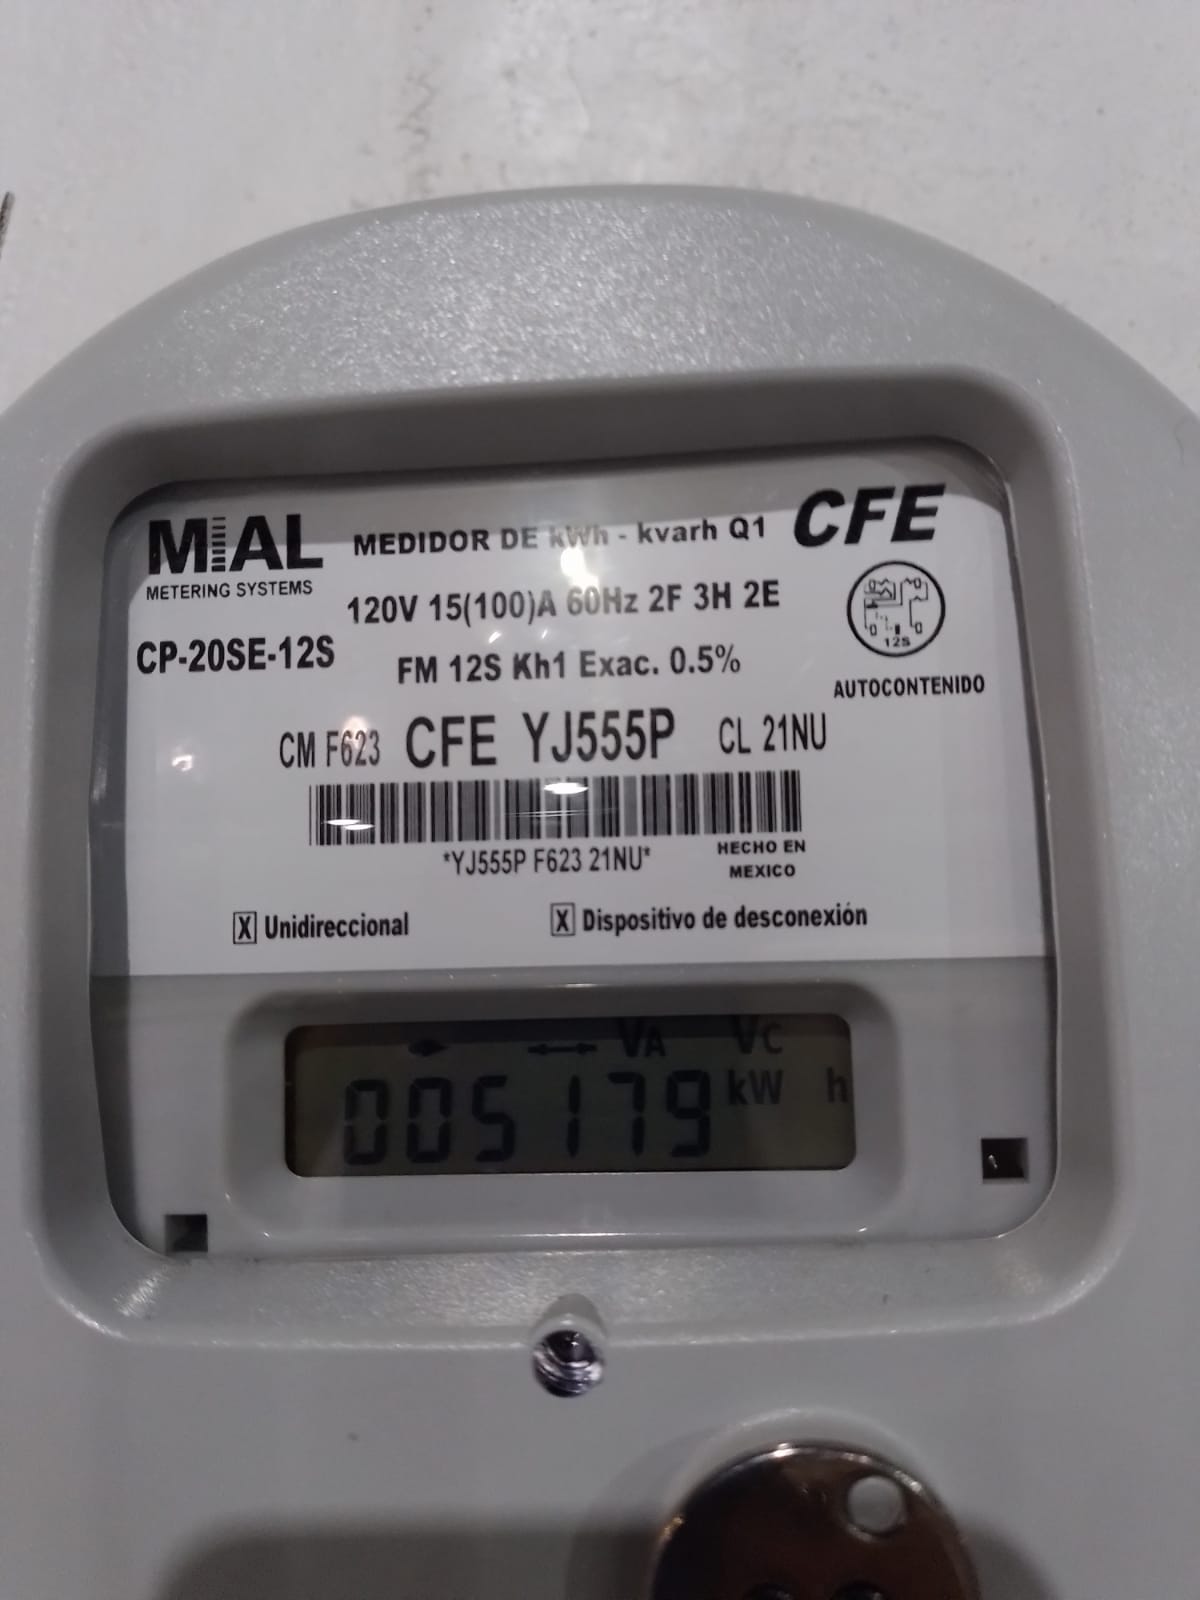 MIAL
METERING SYSTEMS
MEDIDOR DE kWh - kvarh Q1
CFE
120V 15(100)A 60Hz 2F 3H 2E
CP-20SE-12S
FM 12S Kh1 Exac. 0.5%
12S
AUTOCONTENIDO
CM F623 CFE YJ555P CL 21NU
*YJ555P F623 21NU*
HECHO EN
MEXICO
X Unidireccional
X Dispositivo de desconexión
VA VC
005179 kW h